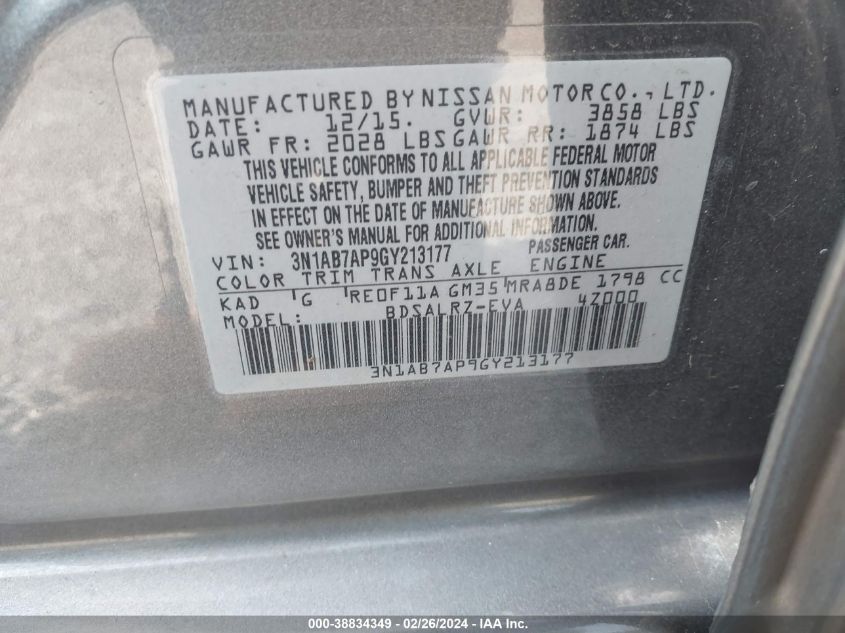 MANUFACTURED BY NISSAN MOTOR CO., LTD.
DATE: 12/15. GVWR: 3858 LBS
GAWR FR: 2028 LBS GAWR RR: 1874 LBS
THIS VEHICLE CONFORMS TO ALL APPLICABLE FEDERAL MOTOR
VEHICLE SAFETY, BUMPER AND THEFT PREVENTION STANDARDS
IN EFFECT ON THE DATE OF MANUFACTURE SHOWN ABOVE.
SEE OWNER'S MANUAL FOR ADDITIONAL INFORMATION.
VIN: 3N1AB7AP9GY213177 PASSENGER CAR.
COLOR TRIM TRANS AXLE ENGINE
KAD G RE0F11A GM35 MRA8DE 1798 CC
MODEL: BDSALRZ-EVA 4Z000
3N1AB7AP9GY213177
000-38834349 - 02/26/2024 - IAA Inc.